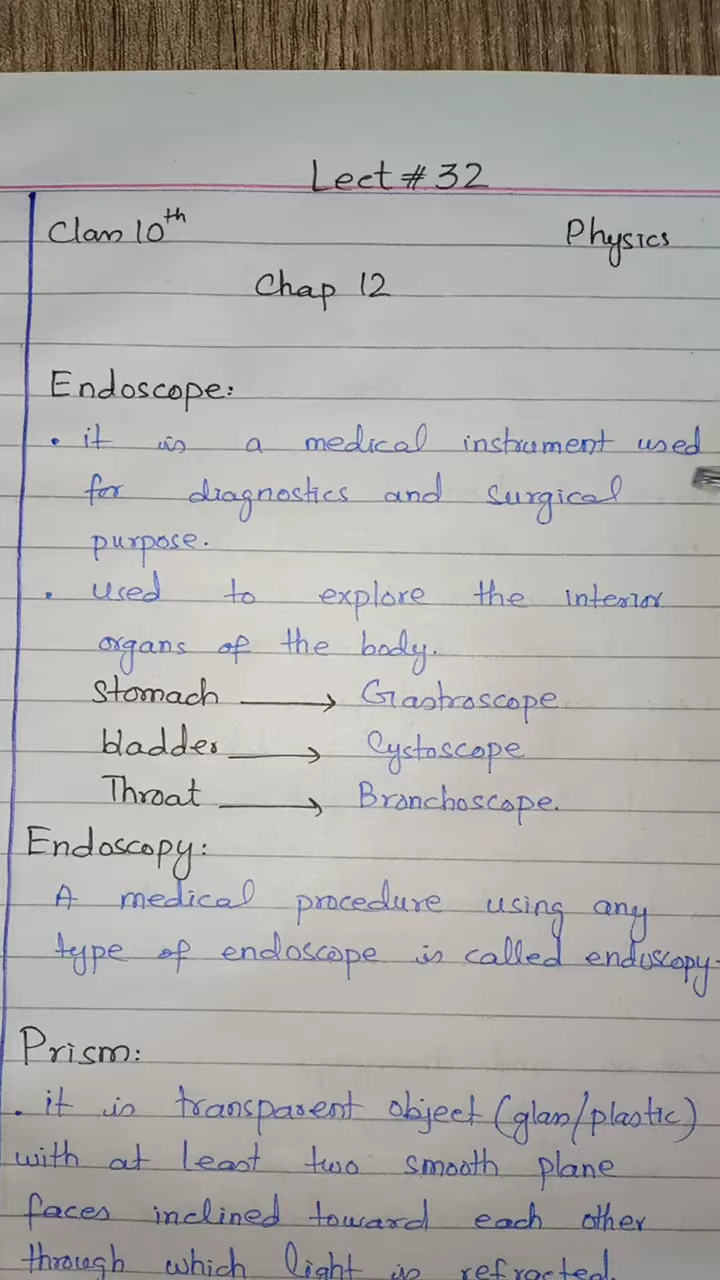 Lect # 32
Class 10th Physics
Chap 12
Endoscope:
• it is a medical instrument used
for diagnostics and surgical
purpose.
• used to explore the interior
organs of the body.
Stomach → Gastroscope
bladder → Cystoscope
Throat → Bronchoscope.
Endoscopy:
A medical procedure using any
type of endoscope is called endoscopy.
Prism:
• it is transparent object (glass/plastic)
with at least two smooth plane
faces inclined toward each other
through which light is refracted.